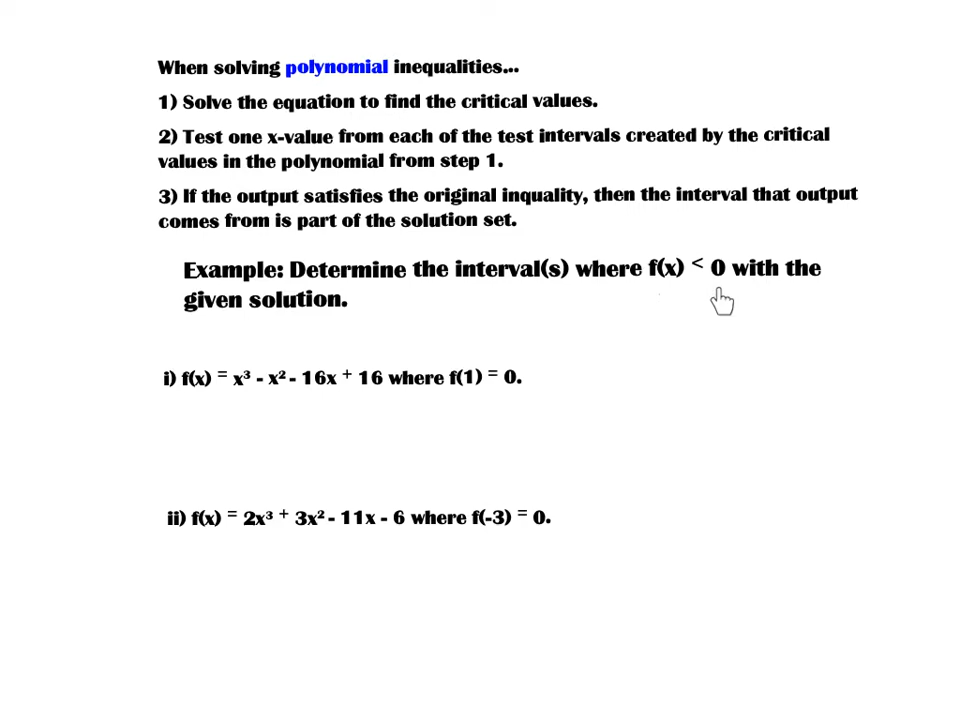 When solving polynomial inequalities...
1) Solve the equation to find the critical values.
2) Test one x-value from each of the test intervals created by the critical
values in the polynomial from step 1.
3) If the output satisfies the original inquality, then the interval that output
comes from is part of the solution set.
Example: Determine the interval(s) where f(x) < 0 with the
given solution.
i) f(x) = x³ - x² - 16x + 16 where f(1) = 0.
ii) f(x) = 2x³ + 3x² - 11x - 6 where f(-3) = 0.